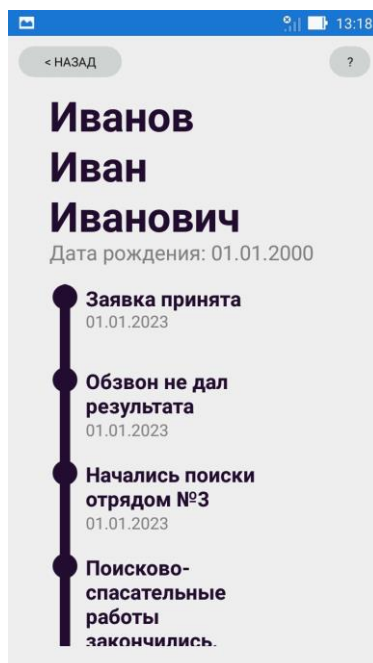 13:18
< НАЗАД
?
Иванов
Иван
Иванович
Дата рождения: 01.01.2000
Заявка принята
01.01.2023
Обзвон не дал
результата
01.01.2023
Начались поиски
отрядом №3
01.01.2023
Поисково-
спасательные
работы
закончились.